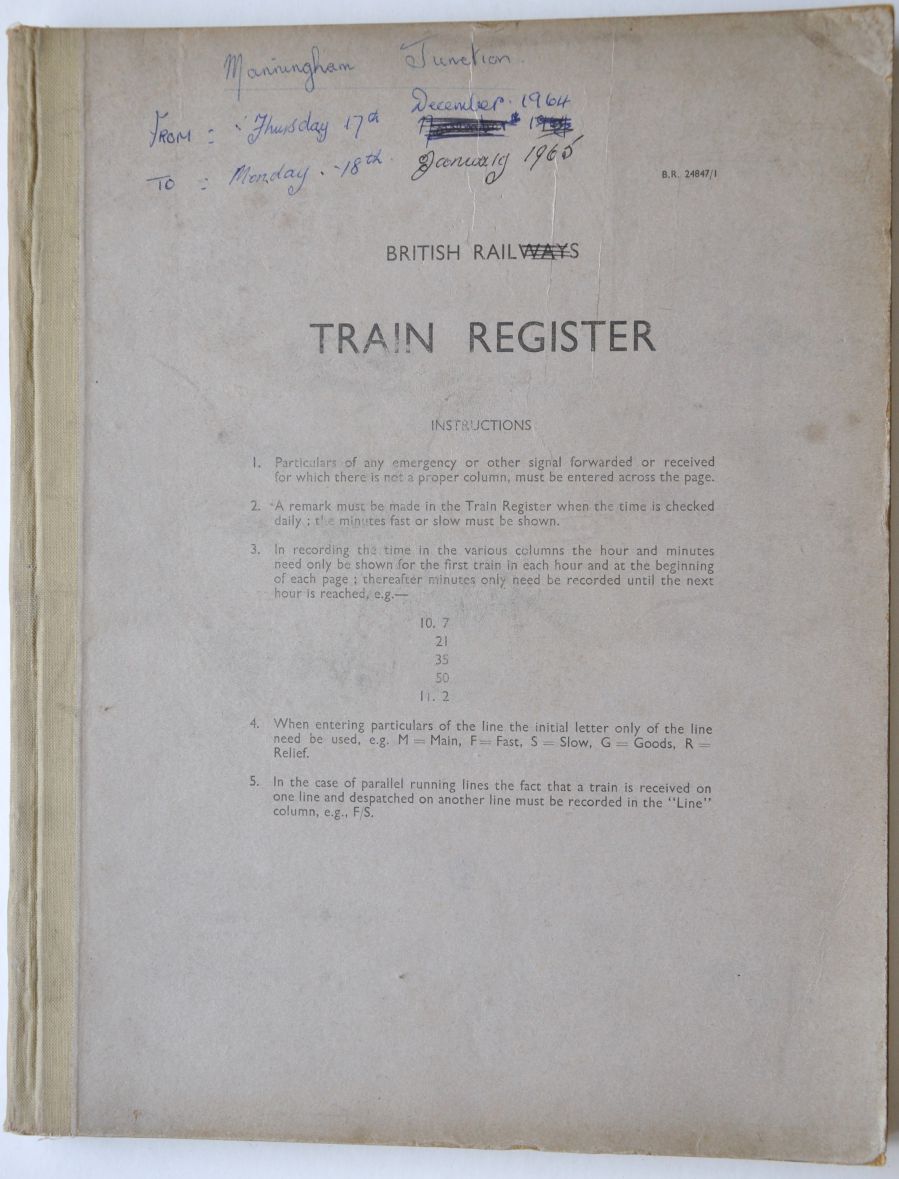 Manningham Junction.
December. 1964
FROM : Thursday 17th
TO : Monday. 18th. January 1965
B.R. 24847/1
BRITISH RAILWAYS
TRAIN REGISTER
INSTRUCTIONS
1. Particulars of any emergency or other signal forwarded or received
for which there is not a proper column, must be entered across the page.
2. A remark must be made in the Train Register when the time is checked
daily ; the minutes fast or slow must be shown.
3. In recording the time in the various columns the hour and minutes
need only be shown for the first train in each hour and at the beginning
of each page ; thereafter minutes only need be recorded until the next
hour is reached, e.g.—
10. 7
21
35
50
11. 2
4. When entering particulars of the line the initial letter only of the line
need be used, e.g. M = Main, F = Fast, S = Slow, G = Goods, R =
Relief.
5. In the case of parallel running lines the fact that a train is received on
one line and despatched on another line must be recorded in the "Line"
column, e.g., F/S.